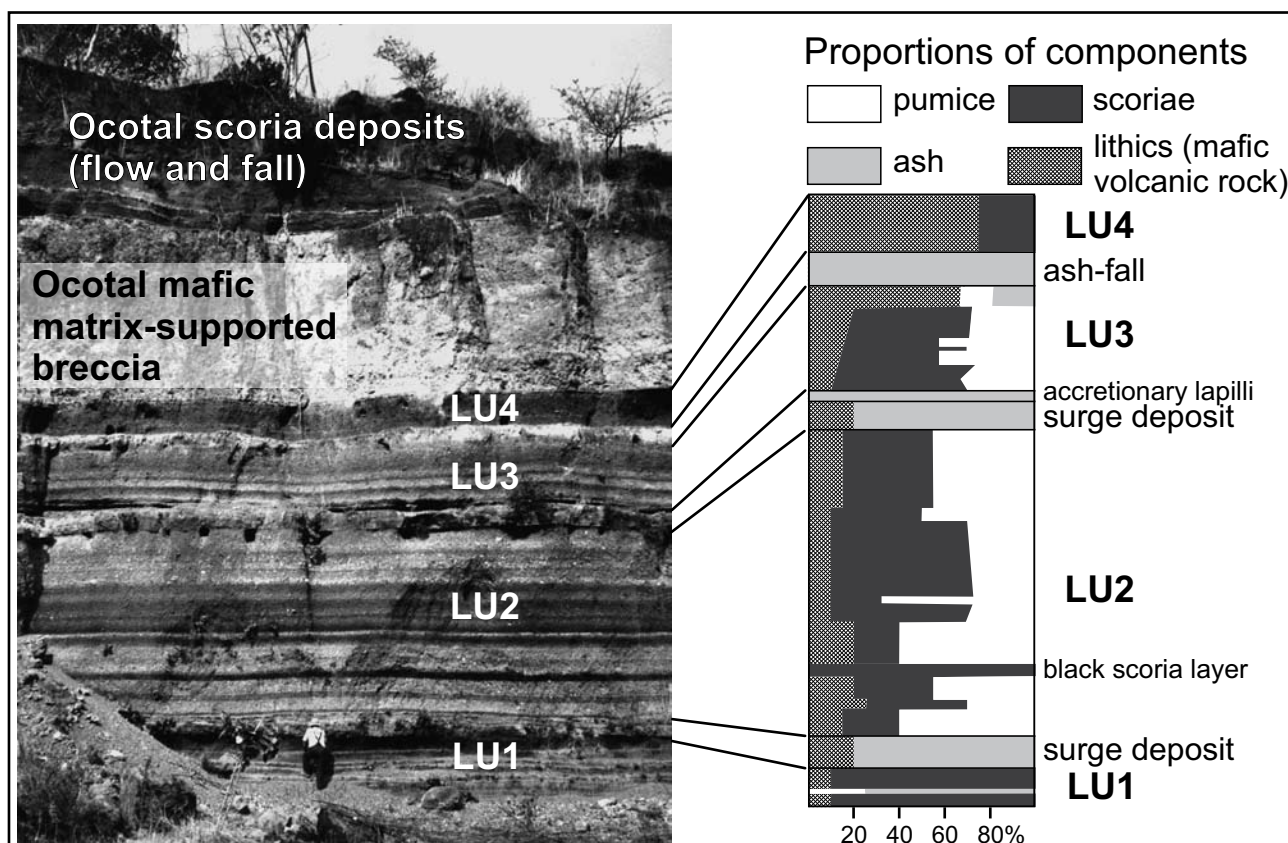 Ocotal scoria deposits
(flow and fall)
Ocotal mafic
matrix-supported
breccia
LU4
LU3
LU2
LU1
Proportions of components
pumice
scoriae
ash
lithics (mafic
volcanic rock)
LU4
ash-fall
LU3
accretionary lapilli
surge deposit
LU2
black scoria layer
surge deposit
LU1
20 40 60 80%